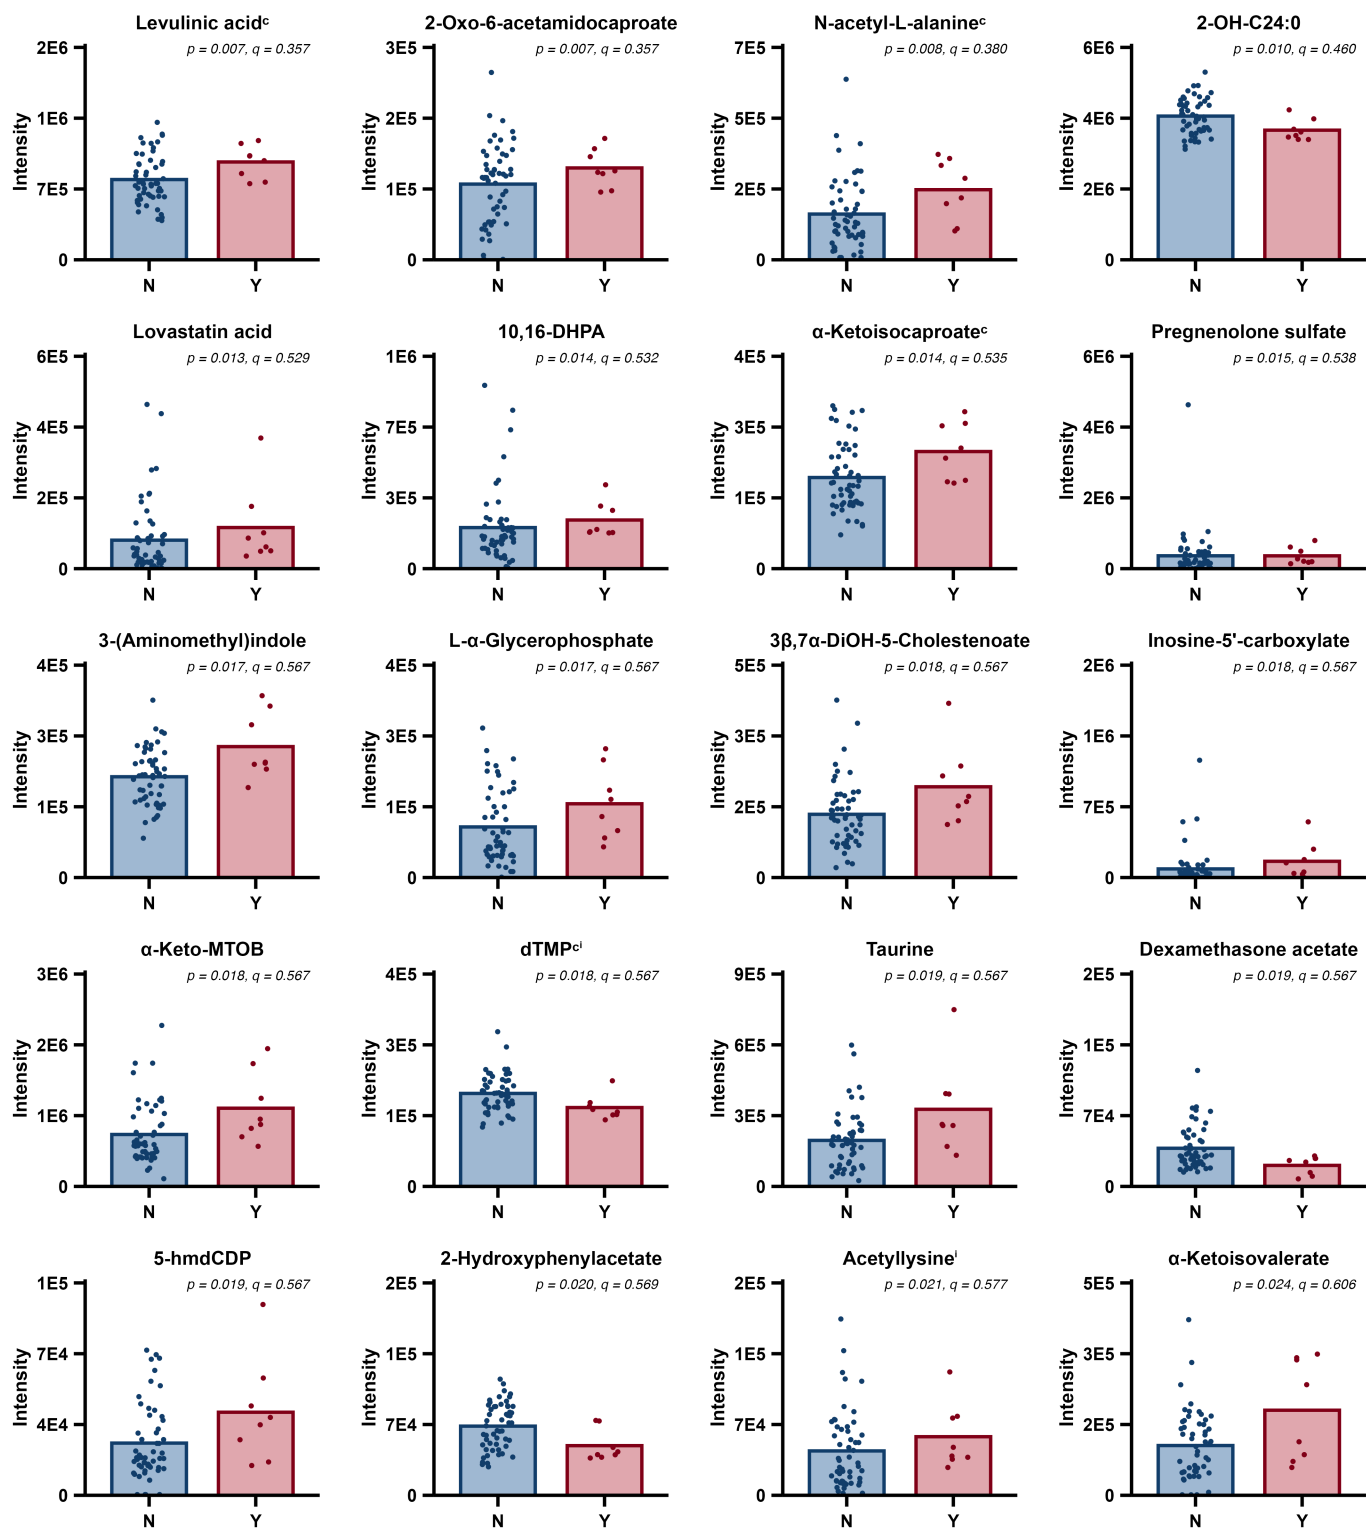 Levulinic acidᶜ
p = 0.007, q = 0.357
Intensity
2E6
1E6
7E5
0
N Y
2-Oxo-6-acetamidocaproate
p = 0.007, q = 0.357
Intensity
3E5
2E5
1E5
0
N Y
N-acetyl-L-alanineᶜ
p = 0.008, q = 0.380
Intensity
7E5
5E5
2E5
0
N Y
2-OH-C24:0
p = 0.010, q = 0.460
Intensity
6E6
4E6
2E6
0
N Y
Lovastatin acid
p = 0.013, q = 0.529
Intensity
6E5
4E5
2E5
0
N Y
10,16-DHPA
p = 0.014, q = 0.532
Intensity
1E6
7E5
3E5
0
N Y
α-Ketoisocaproateᶜ
p = 0.014, q = 0.535
Intensity
4E5
3E5
1E5
0
N Y
Pregnenolone sulfate
p = 0.015, q = 0.538
Intensity
6E6
4E6
2E6
0
N Y
3-(Aminomethyl)indole
p = 0.017, q = 0.567
Intensity
4E5
3E5
1E5
0
N Y
L-α-Glycerophosphate
p = 0.017, q = 0.567
Intensity
4E5
3E5
1E5
0
N Y
3β,7α-DiOH-5-Cholestenoate
p = 0.018, q = 0.567
Intensity
5E5
3E5
2E5
0
N Y
Inosine-5'-carboxylate
p = 0.018, q = 0.567
Intensity
2E6
1E6
7E5
0
N Y
α-Keto-MTOB
p = 0.018, q = 0.567
Intensity
3E6
2E6
1E6
0
N Y
dTMPᶜⁱ
p = 0.018, q = 0.567
Intensity
4E5
3E5
1E5
0
N Y
Taurine
p = 0.019, q = 0.567
Intensity
9E5
6E5
3E5
0
N Y
Dexamethasone acetate
p = 0.019, q = 0.567
Intensity
2E5
1E5
7E4
0
N Y
5-hmdCDP
p = 0.019, q = 0.567
Intensity
1E5
7E4
4E4
0
N Y
2-Hydroxyphenylacetate
p = 0.020, q = 0.569
Intensity
2E5
1E5
7E4
0
N Y
Acetyllysineⁱ
p = 0.021, q = 0.577
Intensity
2E5
1E5
7E4
0
N Y
α-Ketoisovalerate
p = 0.024, q = 0.606
Intensity
5E5
3E5
2E5
0
N Y